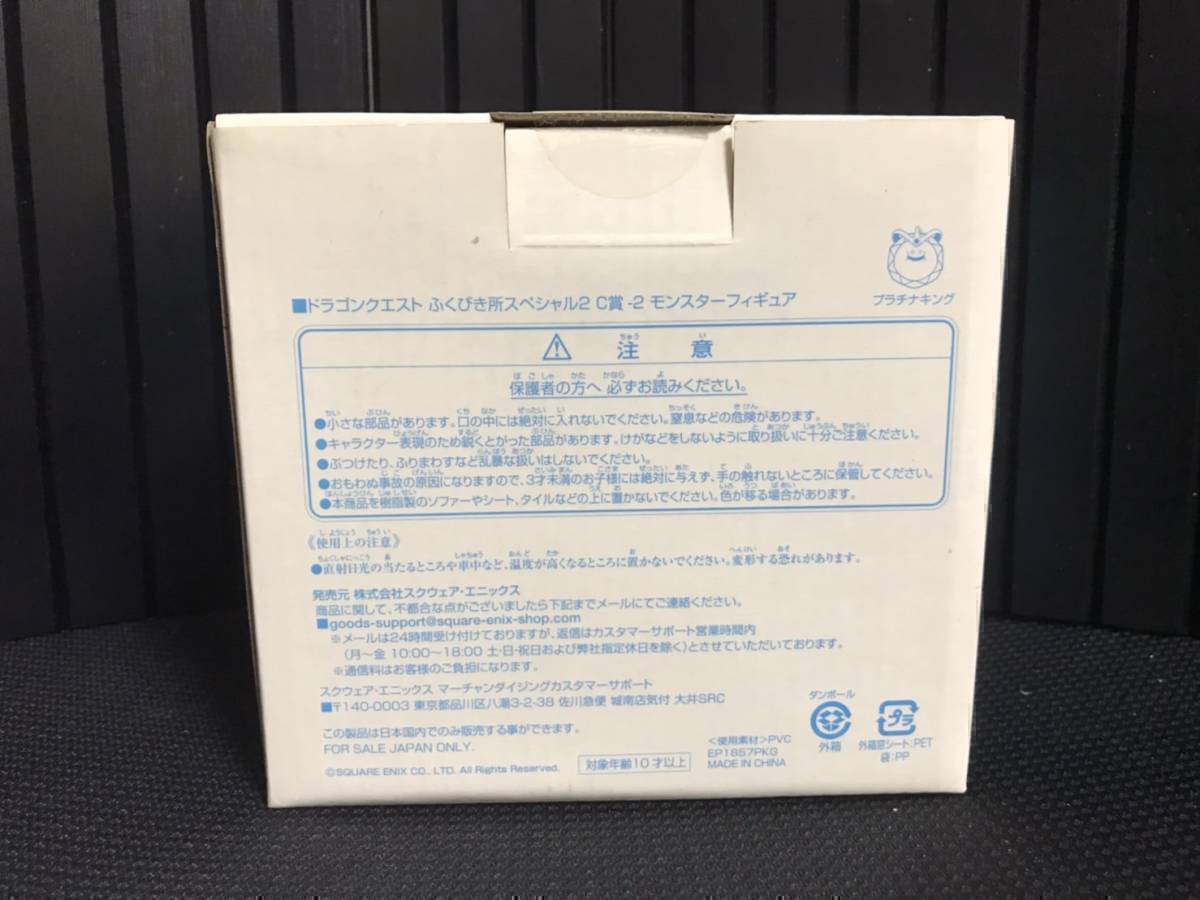 プラチナキング
■ドラゴンクエスト ふくびき所スペシャル2 C賞 -2 モンスターフィギュア
⚠ 注意
保護者の方へ 必ずお読みください。
●小さな部品があります。口の中には絶対に入れないでください。窒息などの危険があります。
●キャラクター表現のため鋭くとがった部品があります。けがなどをしないように取り扱いに十分ご注意ください。
●ぶつけたり、ふりまわすなど乱暴な扱いはしないでください。
●おもわぬ事故の原因になりますので、3才未満のお子様には絶対に与えず、手の触れないところに保管してください。
●本商品を樹脂製のソファーやシート、タイルなどの上に置かないでください。色が移る場合があります。
《使用上の注意》
●直射日光の当たるところや車中など、温度が高くなるところに置かないでください。変形する恐れがあります。
発売元 株式会社スクウェア・エニックス
商品に関して、不都合な点がございましたら下記までメールにてご連絡ください。
■goods-support@square-enix-shop.com
※メールは24時間受け付けておりますが、返信はカスタマーサポート営業時間内
(月〜金 10:00〜18:00 土・日・祝日および弊社指定休日を除く)とさせていただいております。
※通信料はお客様のご負担になります。
スクウェア・エニックス マーチャンダイジングカスタマーサポート
■〒140-0003 東京都品川区八潮3-2-38 佐川急便 城南店気付 大井SRC
この製品は日本国内でのみ販売する事ができます。
FOR SALE JAPAN ONLY.
©SQUARE ENIX CO., LTD. All Rights Reserved.
対象年齢10才以上
<使用素材>PVC
EP1857PKG
MADE IN CHINA
ダンボール
外箱
プラ
外箱窓シート:PET
袋:PP